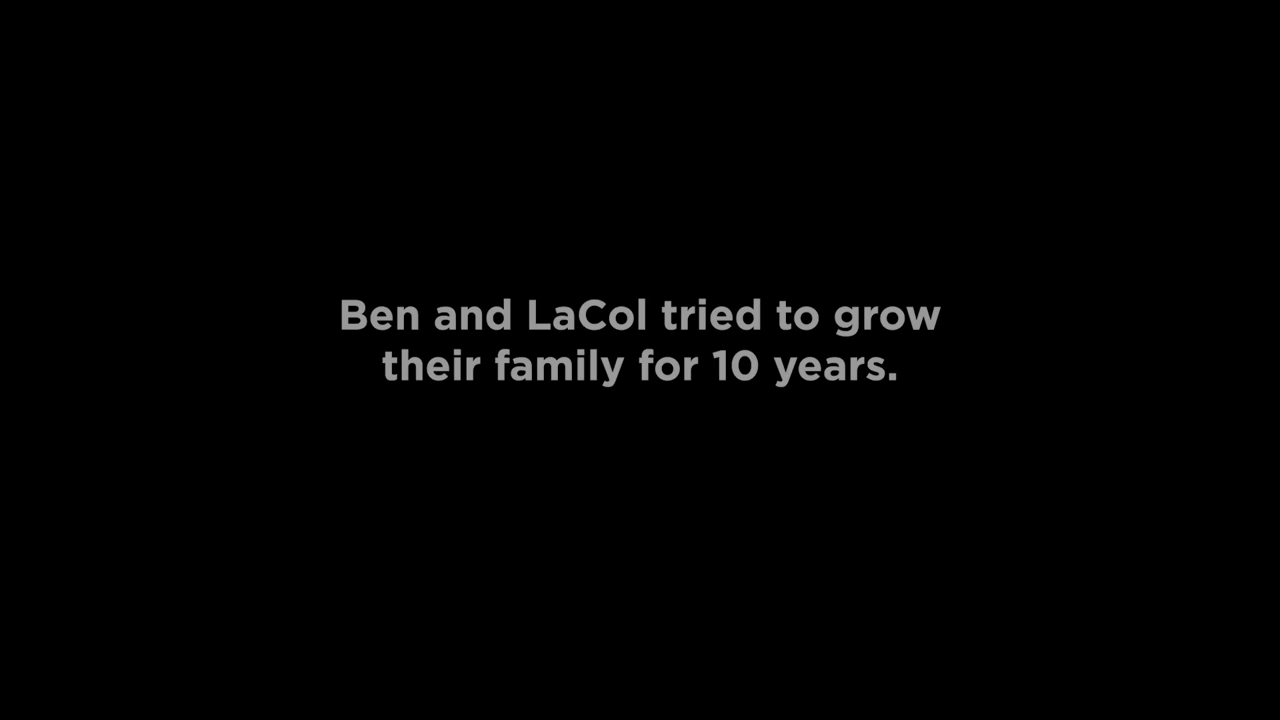 Ben and LaCol tried to grow
their family for 10 years.